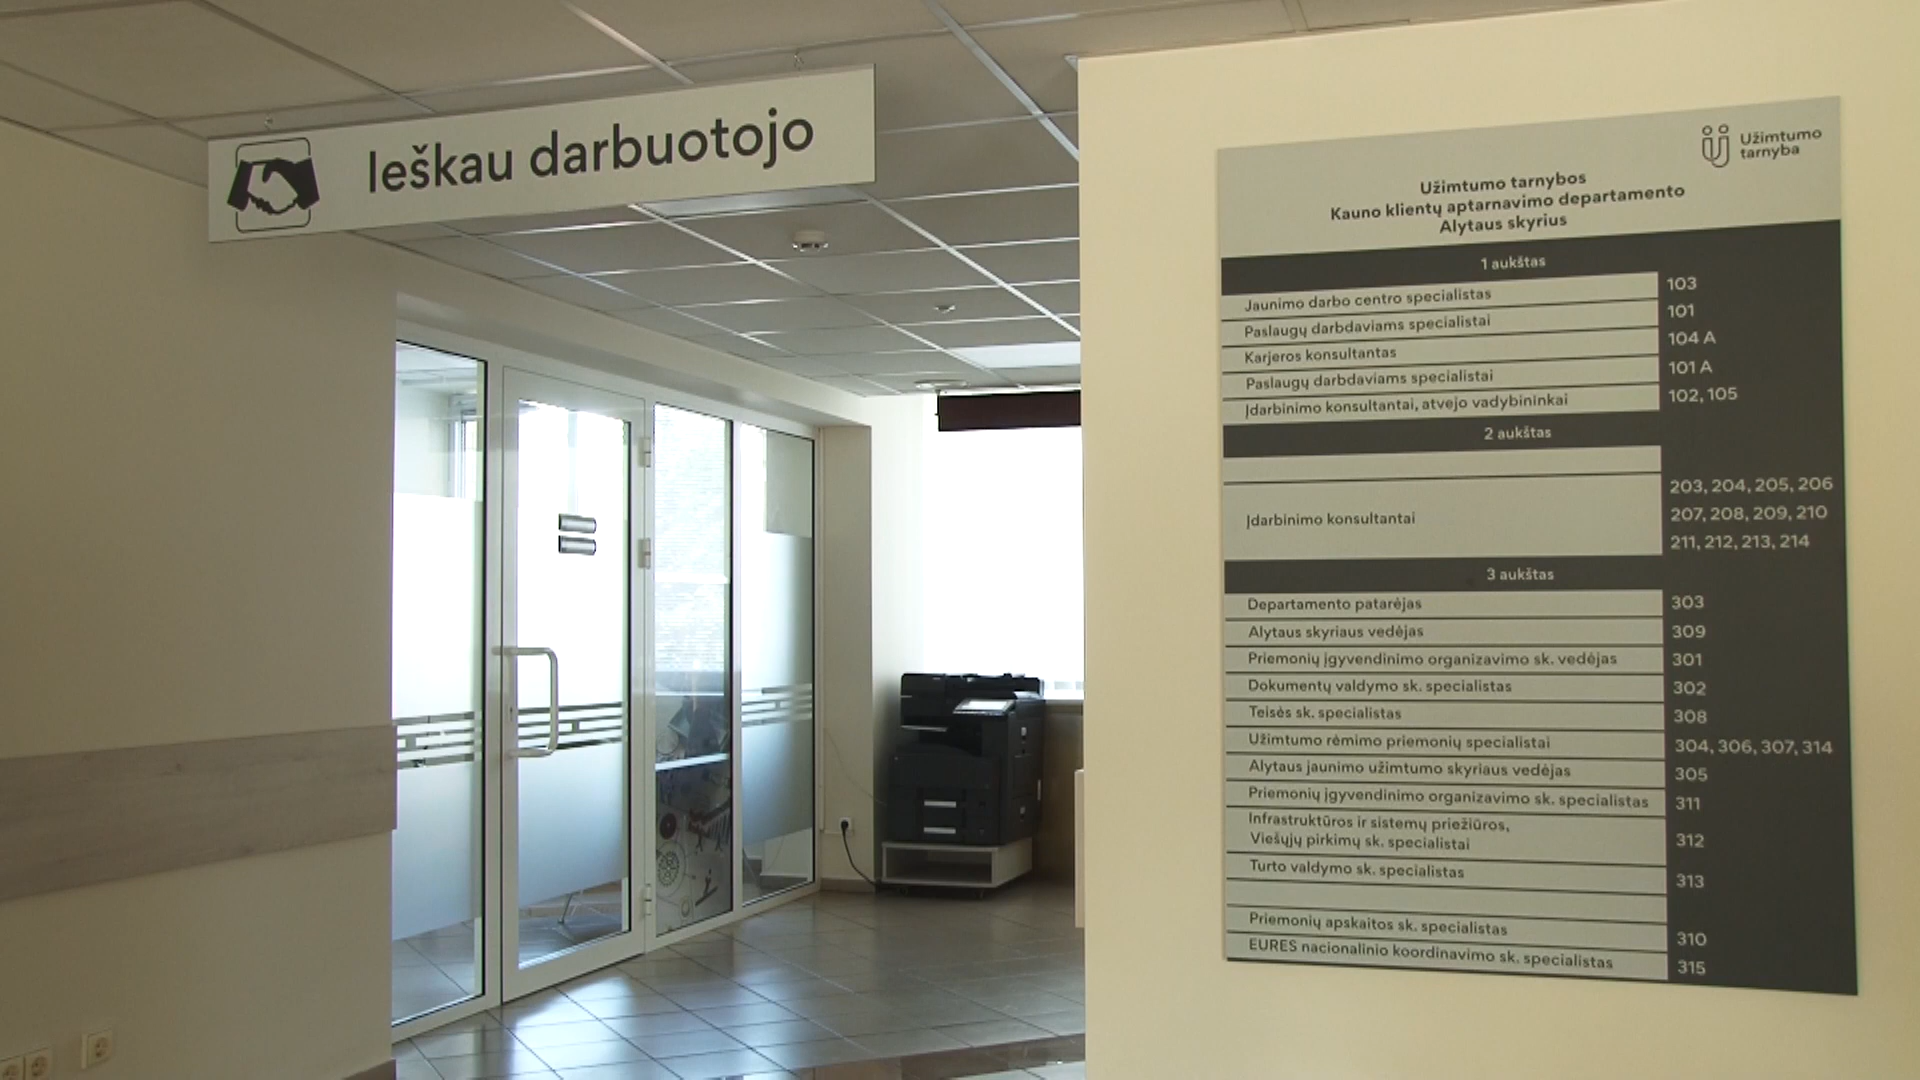 Ieškau darbuotojo
Užimtumo
tarnyba
Užimtumo tarnybos
Kauno klientų aptarnavimo departamento
Alytaus skyrius
1 aukštas
Jaunimo darbo centro specialistas 103
Paslaugų darbdaviams specialistai 101
Karjeros konsultantas 104 A
Paslaugų darbdaviams specialistai 101 A
Įdarbinimo konsultantai, atvejo vadybininkai 102, 105
2 aukštas
203, 204, 205, 206
Įdarbinimo konsultantai 207, 208, 209, 210
211, 212, 213, 214
3 aukštas
Departamento patarėjas 303
Alytaus skyriaus vedėjas 309
Priemonių įgyvendinimo organizavimo sk. vedėjas 301
Dokumentų valdymo sk. specialistas 302
Teisės sk. specialistas 308
Užimtumo rėmimo priemonių specialistai 304, 306, 307, 314
Alytaus jaunimo užimtumo skyriaus vedėjas 305
Priemonių įgyvendinimo organizavimo sk. specialistas 311
Infrastruktūros ir sistemų priežiūros,
Viešųjų pirkimų sk. specialistai 312
Turto valdymo sk. specialistas 313
Priemonių apskaitos sk. specialistas 310
EURES nacionalinio koordinavimo sk. specialistas 315